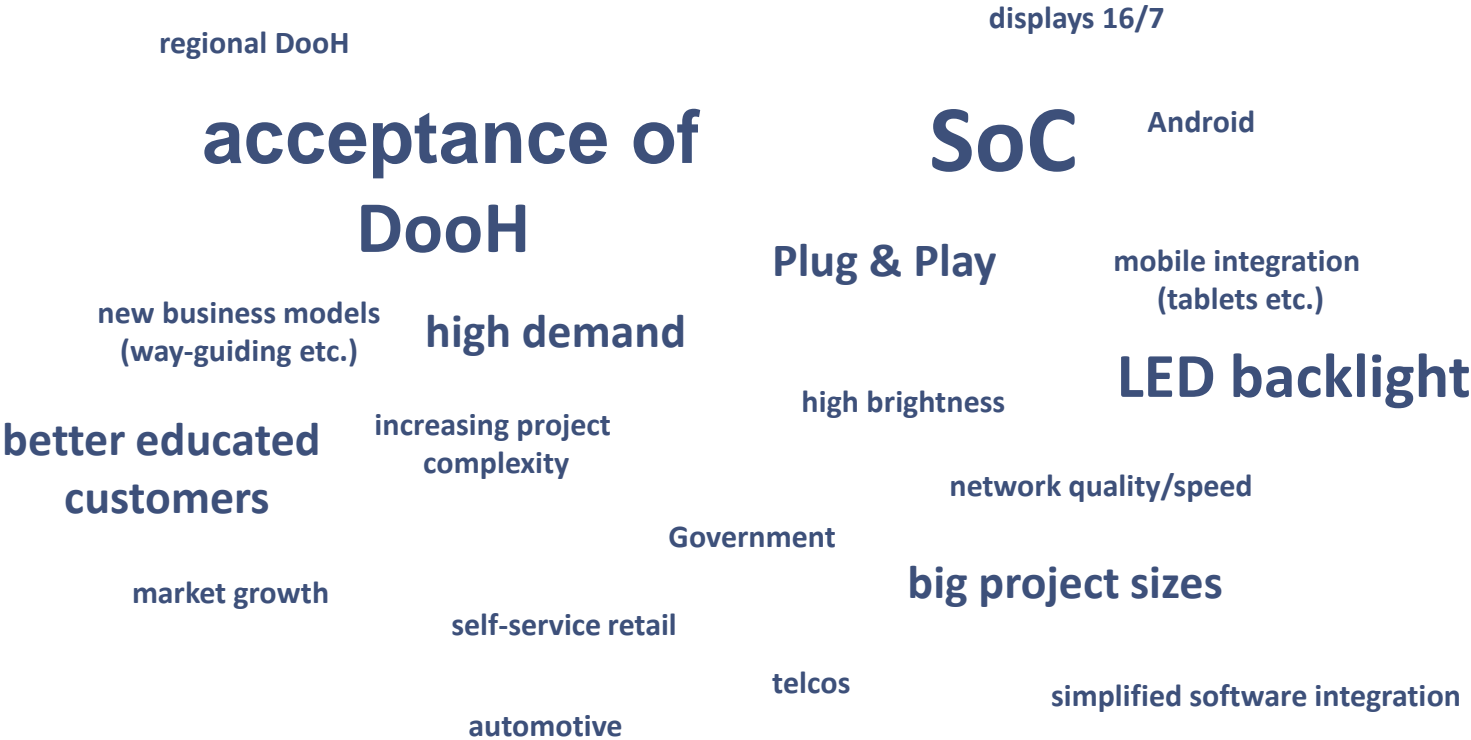 displays 16/7
regional DooH
acceptance of
DooH
SoC
Android
Plug & Play
mobile integration
(tablets etc.)
new business models
(way-guiding etc.)
high demand
LED backlight
high brightness
better educated
customers
increasing project
complexity
network quality/speed
Government
big project sizes
market growth
self-service retail
telcos
simplified software integration
automotive